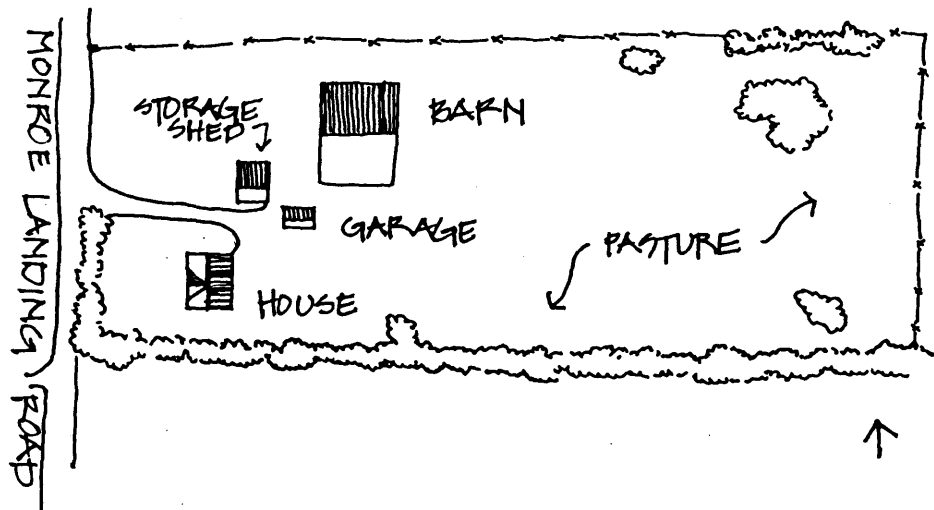 MONROE LANDING ROAD
STORAGE
SHED
BARN
GARAGE
PASTURE
HOUSE